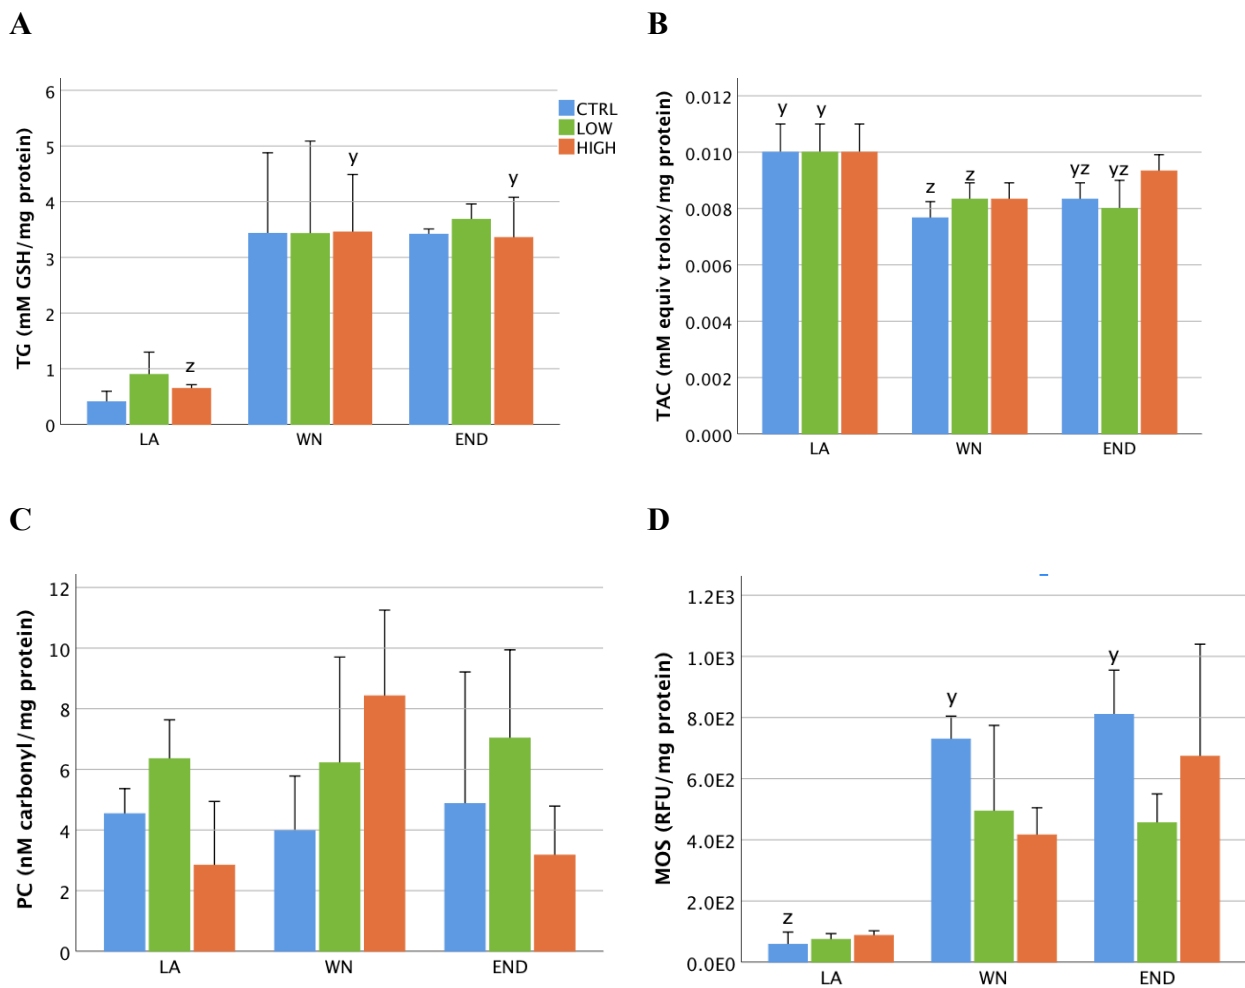 A
TG (mM GSH/mg protein)
6
5
4
3
2
1
0
y
y
z
LA
WN
END
CTRL
LOW
HIGH
B
TAC (mM equiv trolox/mg protein)
0.012
0.010
0.008
0.006
0.004
0.002
0.000
y
y
z
z
yz
yz
LA
WN
END
C
PC (nM carbonyl/mg protein)
12
10
8
6
4
2
0
LA
WN
END
D
MOS (RFU/mg protein)
1.2E3
1.0E3
8.0E2
6.0E2
4.0E2
2.0E2
0.0E0
z
y
y
LA
WN
END